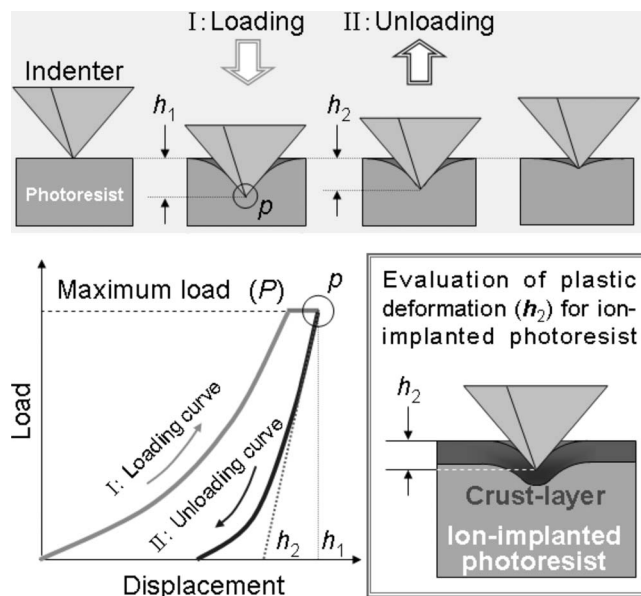 I:Loading
II:Unloading
Indenter
h₁
h₂
Photoresist
p
Maximum load (P)
p
Load
I: Loading curve
II: Unloading curve
h₂
h₁
Displacement
Evaluation of plastic
deformation (h₂) for ion-
implanted photoresist
h₂
Crust-layer
Ion-implanted
photoresist